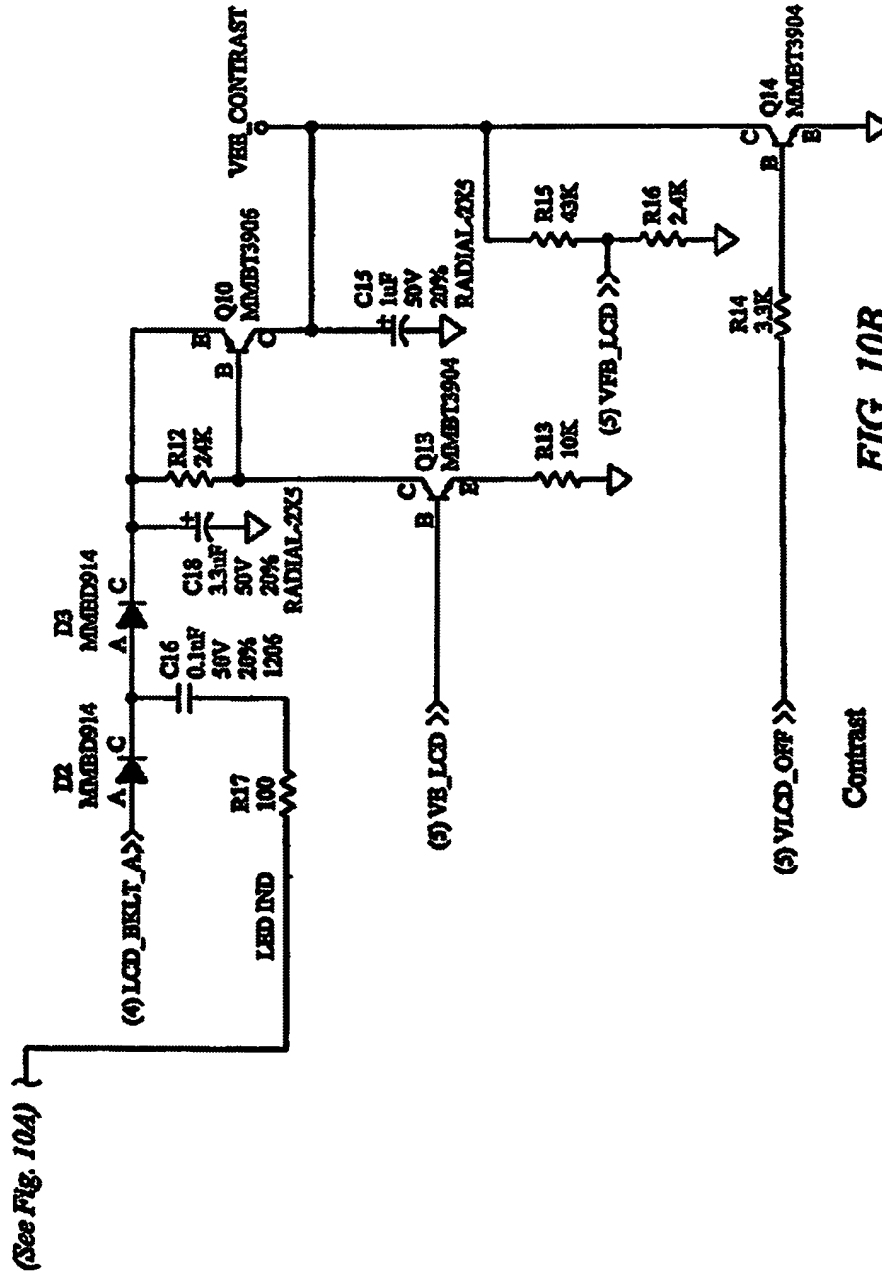 (See Fig. 10A)
(4) LCD_BKLT_A
D2
MMBD914
A
C
D3
MMBD914
A
C
C16
0.1uF
50V
20%
1206
R17
100
LED IND
C18
3.3uF
50V
20%
RADIAL-2X5
+
R12
24K
Q10
MMBT3906
E
B
C
VEE_CONTRAST
C15
1uF
50V
20%
RADIAL-2X5
+
(5) VE_LCD
Q13
MMBT3904
C
B
E
R13
10K
R15
43K
(5) VFB_LCD
R16
2.4K
(5) VLCD_OFF
R14
3.3K
Q14
MMBT3904
C
B
E
Contrast
FIG. 10B